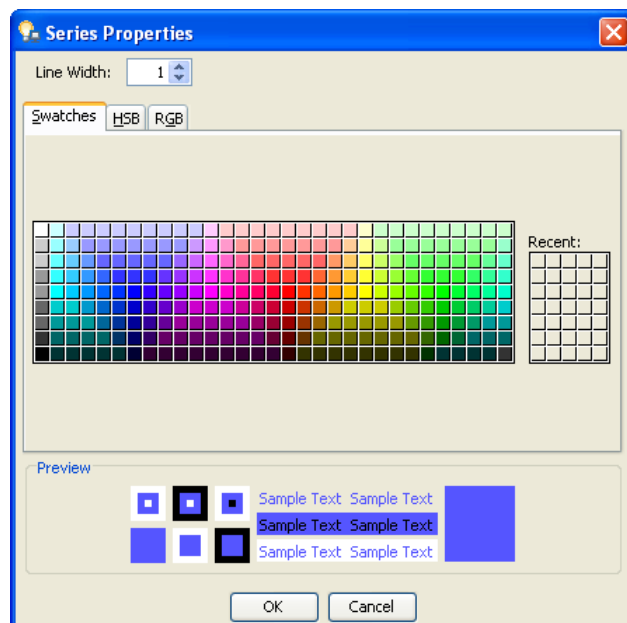 Series Properties
Line Width: 1
Swatches HSB RGB
Recent:
Preview
Sample Text Sample Text
Sample Text Sample Text
Sample Text Sample Text
OK Cancel